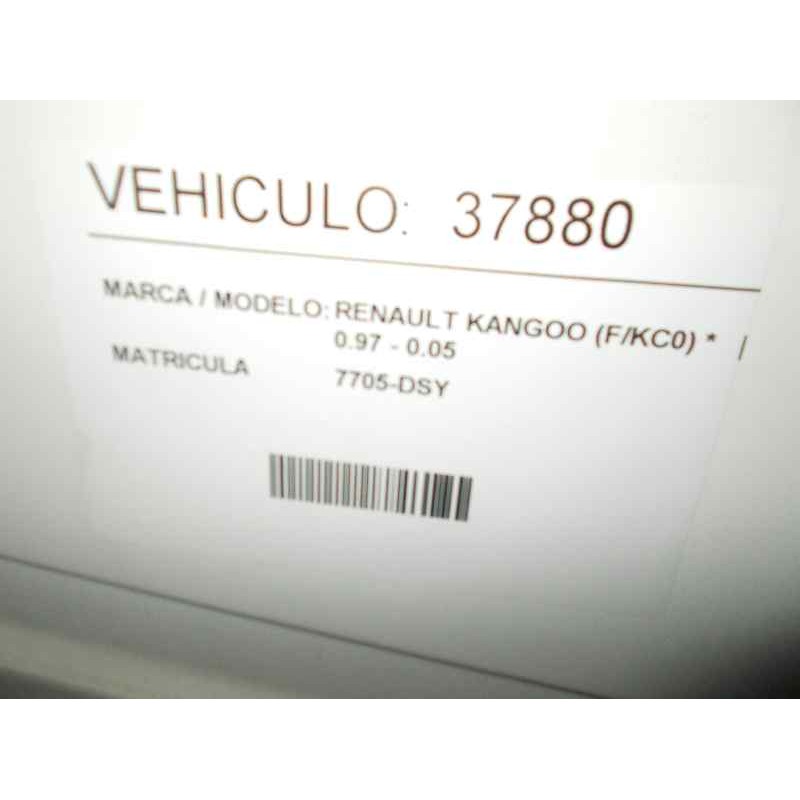 VEHICULO: 37880
MARCA / MODELO: RENAULT KANGOO (F/KC0) * |
0.97 - 0.05
MATRICULA 7705-DSY